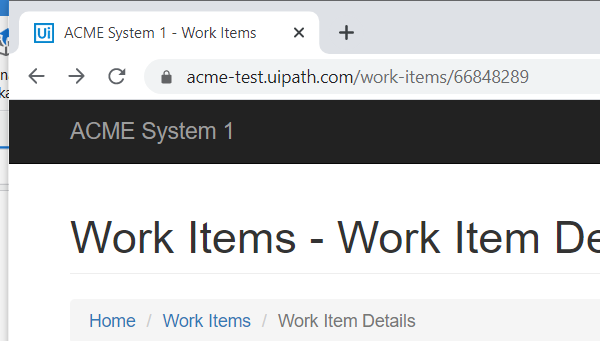 Ui ACME System 1 - Work Items
acme-test.uipath.com/work-items/66848289
ACME System 1
Work Items - Work Item De
Home / Work Items / Work Item Details